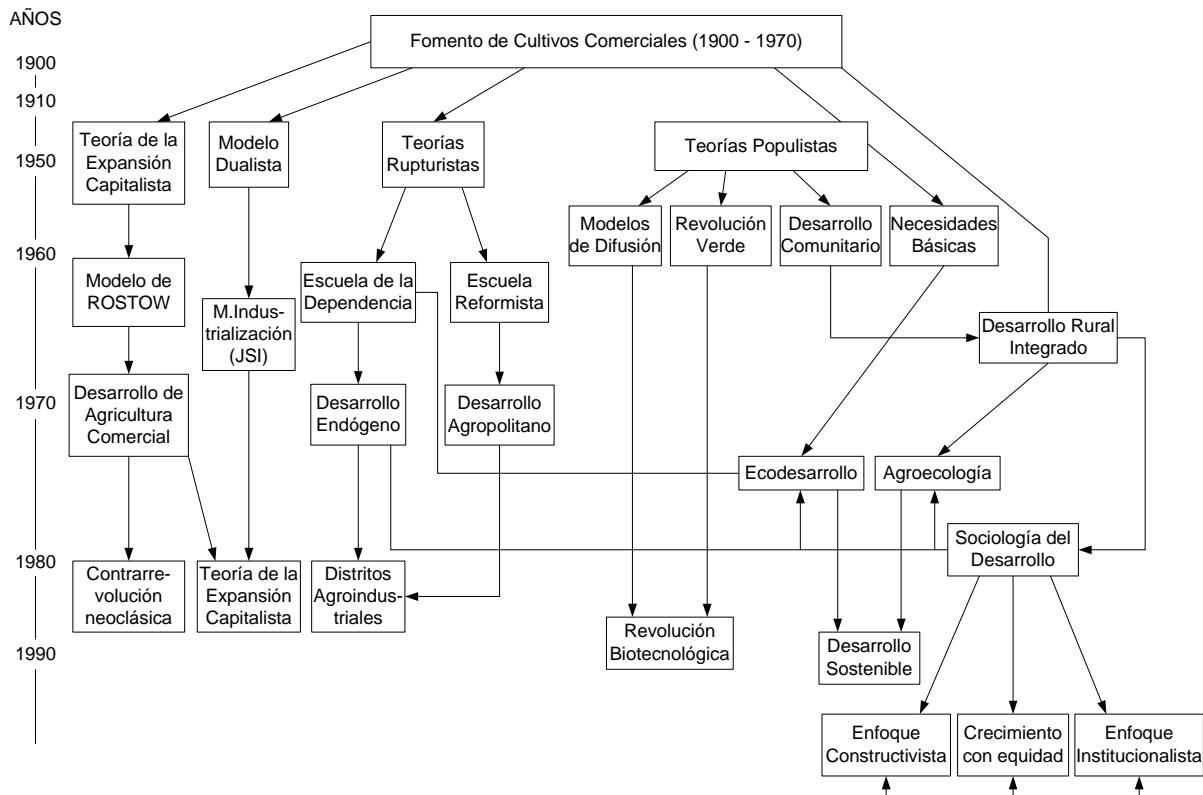 AÑOS
Fomento de Cultivos Comerciales (1900 - 1970)
1900
1910
Teoría de la
Expansión
Capitalista
Modelo
Dualista
Teorías
Rupturistas
Teorías Populistas
1950
Modelos
de Difusión
Revolución
Verde
Desarrollo
Comunitario
Necesidades
Básicas
1960
Modelo de
ROSTOW
M.Indus-
trialización
(JSI)
Escuela de la
Dependencia
Escuela
Reformista
Desarrollo Rural
Integrado
1970
Desarrollo de
Agricultura
Comercial
Desarrollo
Endógeno
Desarrollo
Agropolitano
Ecodesarrollo
Agroecología
Sociología del
Desarrollo
1980
Contrarre-
volución
neoclásica
Teoría de la
Expansión
Capitalista
Distritos
Agroindus-
triales
Revolución
Biotecnológica
Desarrollo
Sostenible
1990
Enfoque
Constructivista
Crecimiento
con equidad
Enfoque
Institucionalista